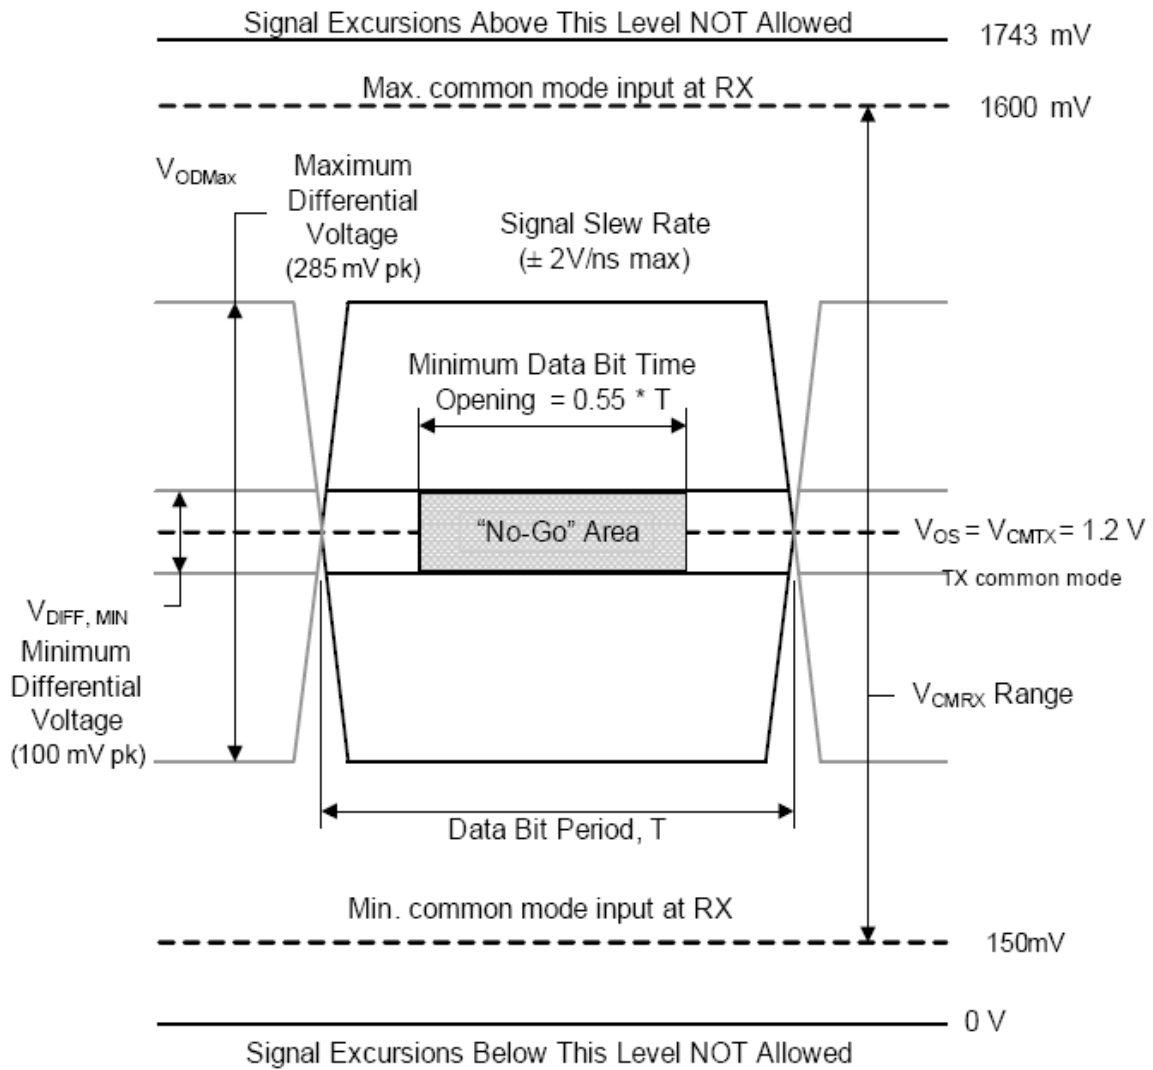 Signal Excursions Above This Level NOT Allowed
1743 mV
Max. common mode input at RX
1600 mV
VODMax
Maximum
Differential
Voltage
(285 mV pk)
Signal Slew Rate
(± 2V/ns max)
Minimum Data Bit Time
Opening = 0.55 * T
“No-Go” Area
VOS = VCMTX = 1.2 V
TX common mode
VDIFF, MIN
Minimum
Differential
Voltage
(100 mV pk)
VCMRX Range
Data Bit Period, T
Min. common mode input at RX
150mV
0 V
Signal Excursions Below This Level NOT Allowed